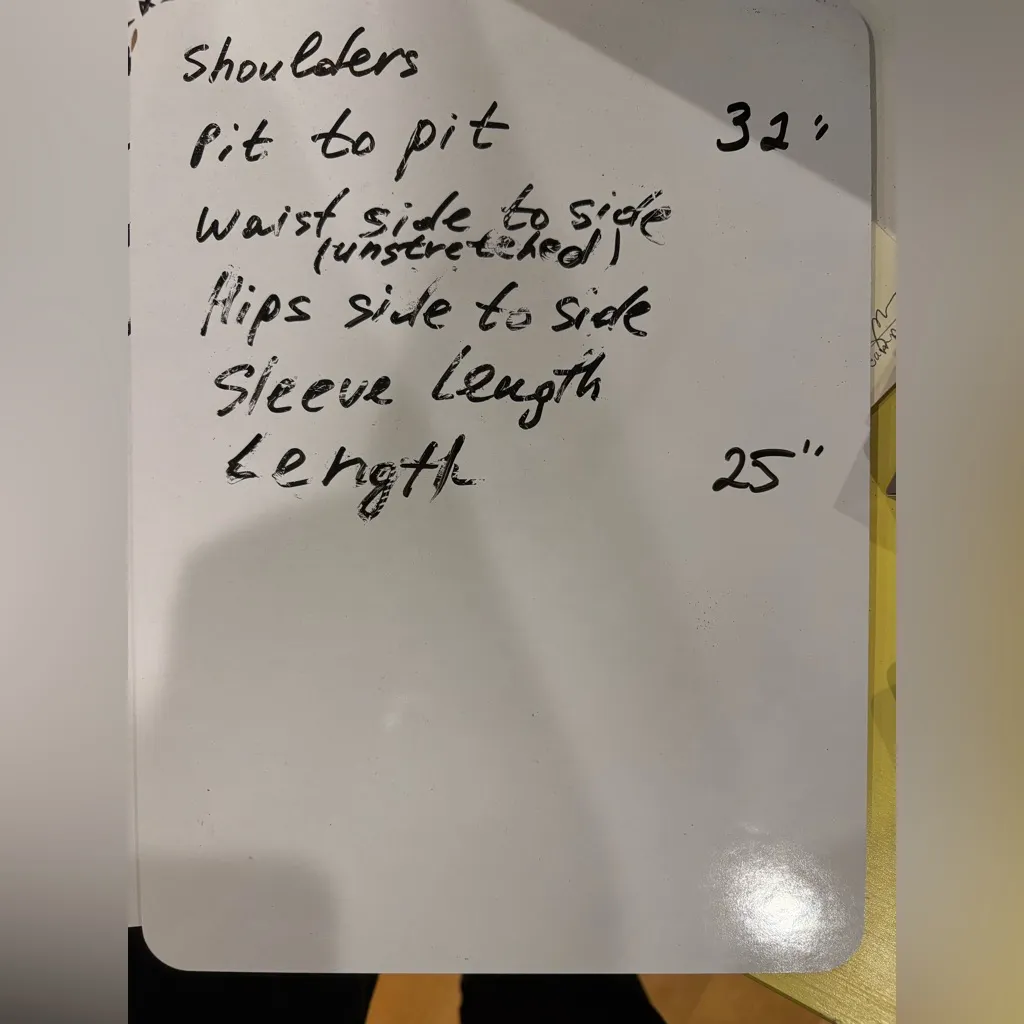 Shoulders
Pit to pit 32"
Waist side to side
(unstretched)
Hips side to side
Sleeve Length
Length 25"